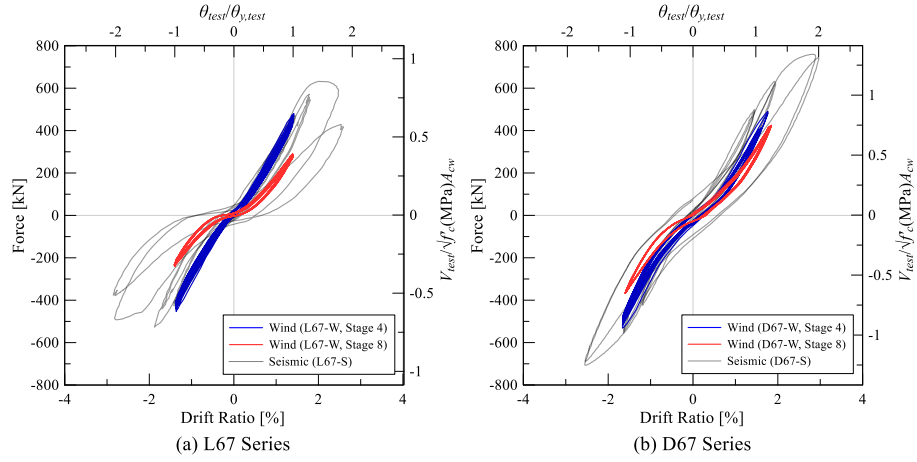 θtest/θy,test
-2 -1 0 1 2
800
600
400
200
0
-200
-400
-600
-800
Force [kN]
1
0.5
0
-0.5
-1
Vtest/√f'c(MPa)Acw
Wind (L67-W, Stage 4)
Wind (L67-W, Stage 8)
Seismic (L67-S)
-4 -2 0 2 4
Drift Ratio [%]
(a) L67 Series
θtest/θy,test
-2 -1 0 1 2
800
600
400
200
0
-200
-400
-600
-800
Force [kN]
1
0.5
0
-0.5
-1
Vtest/√f'c(MPa)Acw
Wind (D67-W, Stage 4)
Wind (D67-W, Stage 8)
Seismic (D67-S)
-4 -2 0 2 4
Drift Ratio [%]
(b) D67 Series